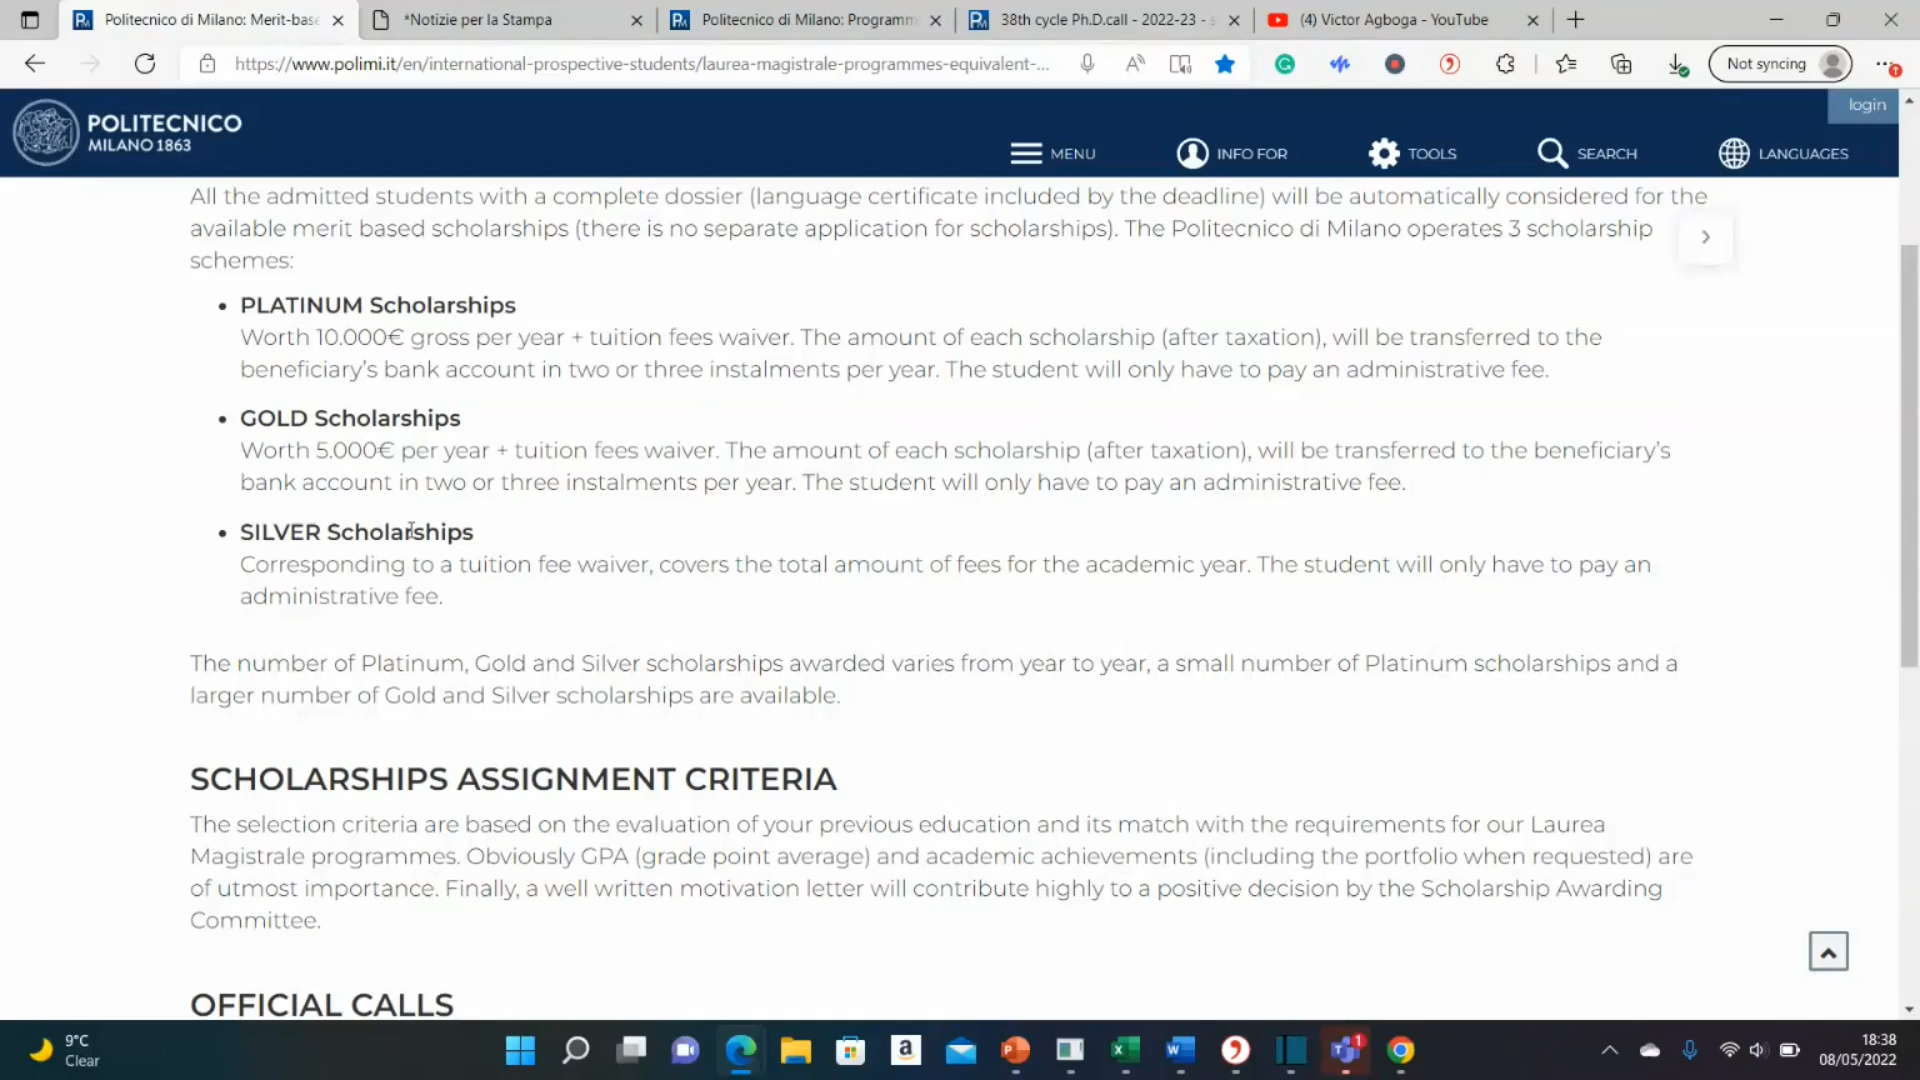 Politecnico di Milano: Merit-base
*Notizie per la Stampa
Politecnico di Milano: Programm
38th cycle Ph.D.call - 2022-23 - s
(4) Victor Agboga - YouTube
https://www.polimi.it/en/international-prospective-students/laurea-magistrale-programmes-equivalent-...
Not syncing
login
POLITECNICO
MILANO 1863
MENU
INFO FOR
TOOLS
SEARCH
LANGUAGES
All the admitted students with a complete dossier (language certificate included by the deadline) will be automatically considered for the
available merit based scholarships (there is no separate application for scholarships). The Politecnico di Milano operates 3 scholarship
schemes:
• PLATINUM Scholarships
Worth 10.000€ gross per year + tuition fees waiver. The amount of each scholarship (after taxation), will be transferred to the
beneficiary's bank account in two or three instalments per year. The student will only have to pay an administrative fee.
• GOLD Scholarships
Worth 5.000€ per year + tuition fees waiver. The amount of each scholarship (after taxation), will be transferred to the beneficiary's
bank account in two or three instalments per year. The student will only have to pay an administrative fee.
• SILVER Scholarships
Corresponding to a tuition fee waiver, covers the total amount of fees for the academic year. The student will only have to pay an
administrative fee.
The number of Platinum, Gold and Silver scholarships awarded varies from year to year, a small number of Platinum scholarships and a
larger number of Gold and Silver scholarships are available.
SCHOLARSHIPS ASSIGNMENT CRITERIA
The selection criteria are based on the evaluation of your previous education and its match with the requirements for our Laurea
Magistrale programmes. Obviously GPA (grade point average) and academic achievements (including the portfolio when requested) are
of utmost importance. Finally, a well written motivation letter will contribute highly to a positive decision by the Scholarship Awarding
Committee.
OFFICIAL CALLS
9°C
Clear
18:38
08/05/2022